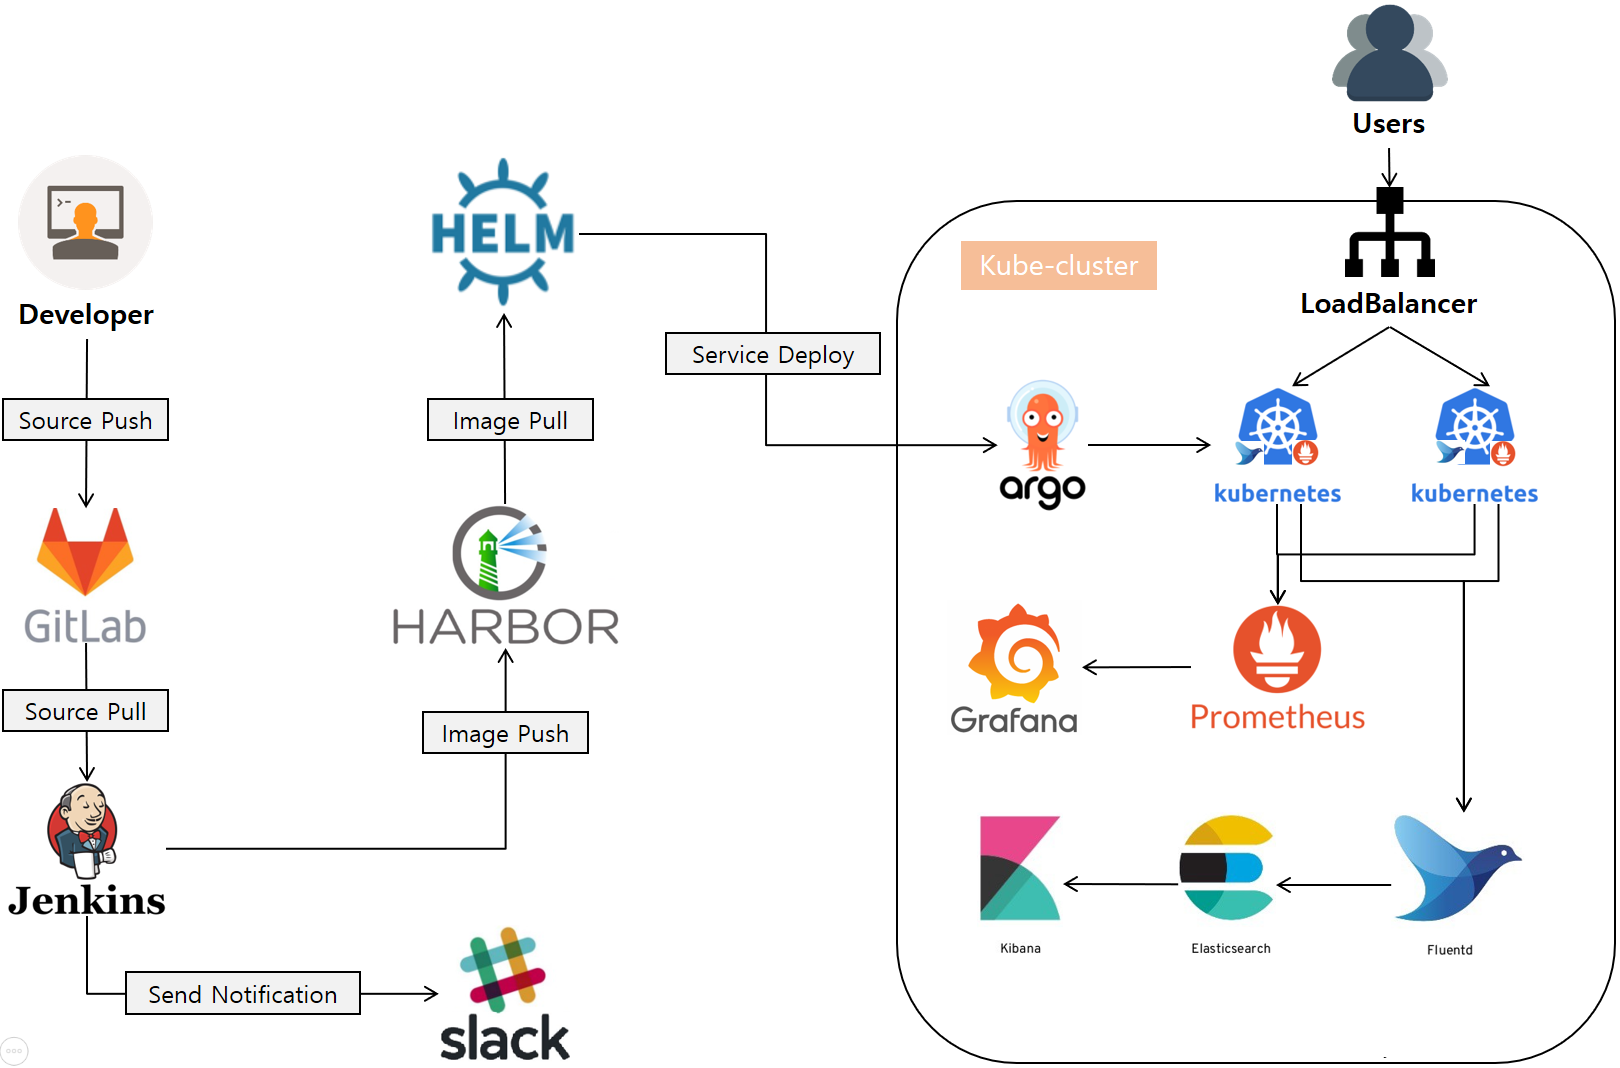 Users
Developer
HELM
Kube-cluster
LoadBalancer
Service Deploy
Source Push
Image Pull
argo
kubernetes
kubernetes
GitLab
HARBOR
Source Pull
Image Push
Grafana
Prometheus
Jenkins
Kibana
Elasticsearch
Fluentd
Send Notification
slack